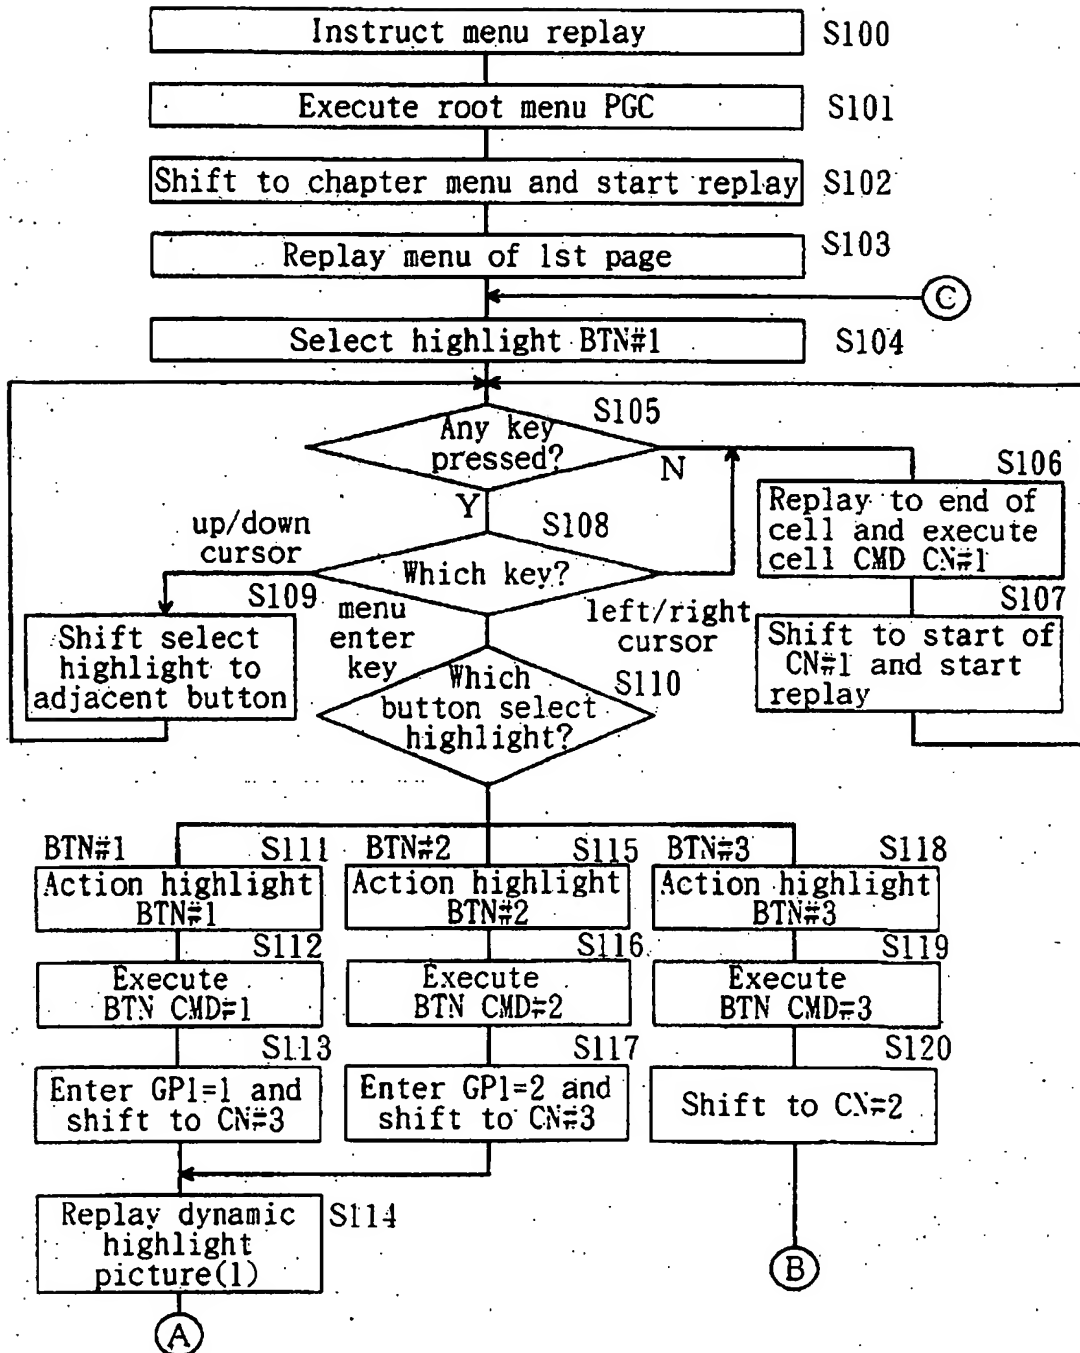 Instruct menu replay
S100
Execute root menu PGC
S101
Shift to chapter menu and start replay
S102
Replay menu of 1st page
S103
C
Select highlight BTN#1
S104
S105
Any key
pressed?
N
Y
S106
Replay to end of
cell and execute
cell CMD CN#1
up/down
cursor
S108
Which key?
S109
Shift select
highlight to
adjacent button
menu
enter
key
left/right
cursor
S107
Shift to start of
CN#1 and start
replay
S110
Which
button select
highlight?
BTN#1
S111
Action highlight
BTN#1
S112
Execute
BTN CMD#1
S113
Enter GP1=1 and
shift to CN#3
BTN#2
S115
Action highlight
BTN#2
S116
Execute
BTN CMD#2
S117
Enter GP1=2 and
shift to CN#3
BTN#3
S118
Action highlight
BTN#3
S119
Execute
BTN CMD#3
S120
Shift to CN#2
Replay dynamic
highlight
picture(1)
S114
B
A